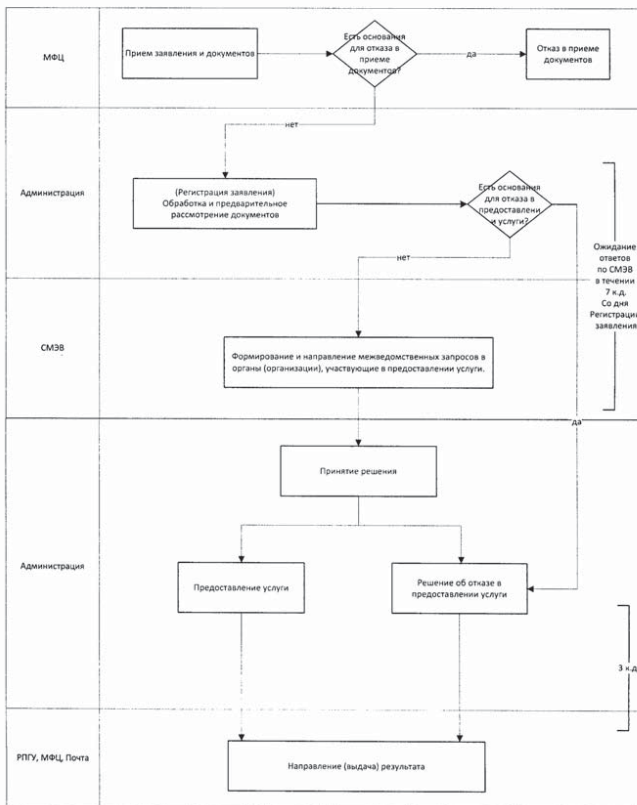 МФЦ
Прием заявления и документов
Есть основания
для отказа в
приеме
документов?
да
Отказ в приеме
документов
нет
Администрация
(Регистрация заявления)
Обработка и предварительное
рассмотрение документов
Есть основания
для отказа в
предоставлени
и услуги?
нет
Ожидание
ответов
по СМЭВ
в течении
7 к.д.
Со дня
Регистрации
заявления
СМЭВ
Формирование и направление межведомственных запросов в
органы (организации), участвующие в предоставлении услуги.
да
Администрация
Принятие решения
Предоставление услуги
Решение об отказе в
предоставлении услуги
3 к.д
РПГУ, МФЦ, Почта
Направление (выдача) результата